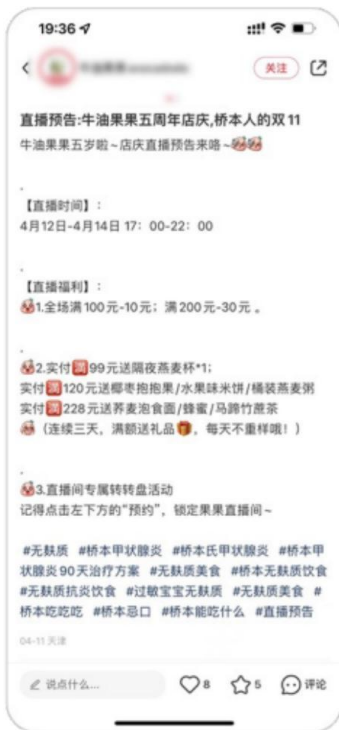 19:36
关注
直播预告:牛油果果五周年店庆,桥本人的双11
牛油果果五岁啦~店庆直播预告来咯~
.
【直播时间】:
4月12日-4月14日 17：00-22：00
.
【直播福利】:
1.全场满100元-10元；满200元-30元 。
.
2.实付满99元送隔夜燕麦杯*1;
实付满120元送椰枣抱抱果/水果味米饼/桶装燕麦粥
实付满228元送荞麦泡食面/蜂蜜/马蹄竹蔗茶
（连续三天，满额送礼品，每天不重样哦！）
.
3.直播间专属转转盘活动
记得点击左下方的“预约”，锁定果果直播间~
#无麸质 #桥本甲状腺炎 #桥本氏甲状腺炎 #桥本甲
状腺炎90天治疗方案 #无麸质美食 #桥本无麸质饮食
#无麸质抗炎饮食 #过敏宝宝无麸质 #无麸质美食 #
桥本吃吃吃 #桥本忌口 #桥本能吃什么 #直播预告
04-11 天津
说点什么... 8 5 评论